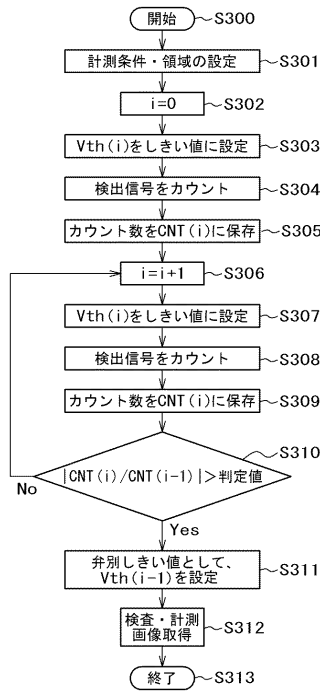 開始 S300
計測条件・領域の設定 S301
i=0 S302
Vth(i)をしきい値に設定 S303
検出信号をカウント S304
カウント数をCNT(i)に保存 S305
i=i+1 S306
Vth(i)をしきい値に設定 S307
検出信号をカウント S308
カウント数をCNT(i)に保存 S309
S310
|CNT(i)/CNT(i-1)|>判定値
No
Yes
弁別しきい値として、
Vth(i-1)を設定 S311
検査・計測
画像取得 S312
終了 S313